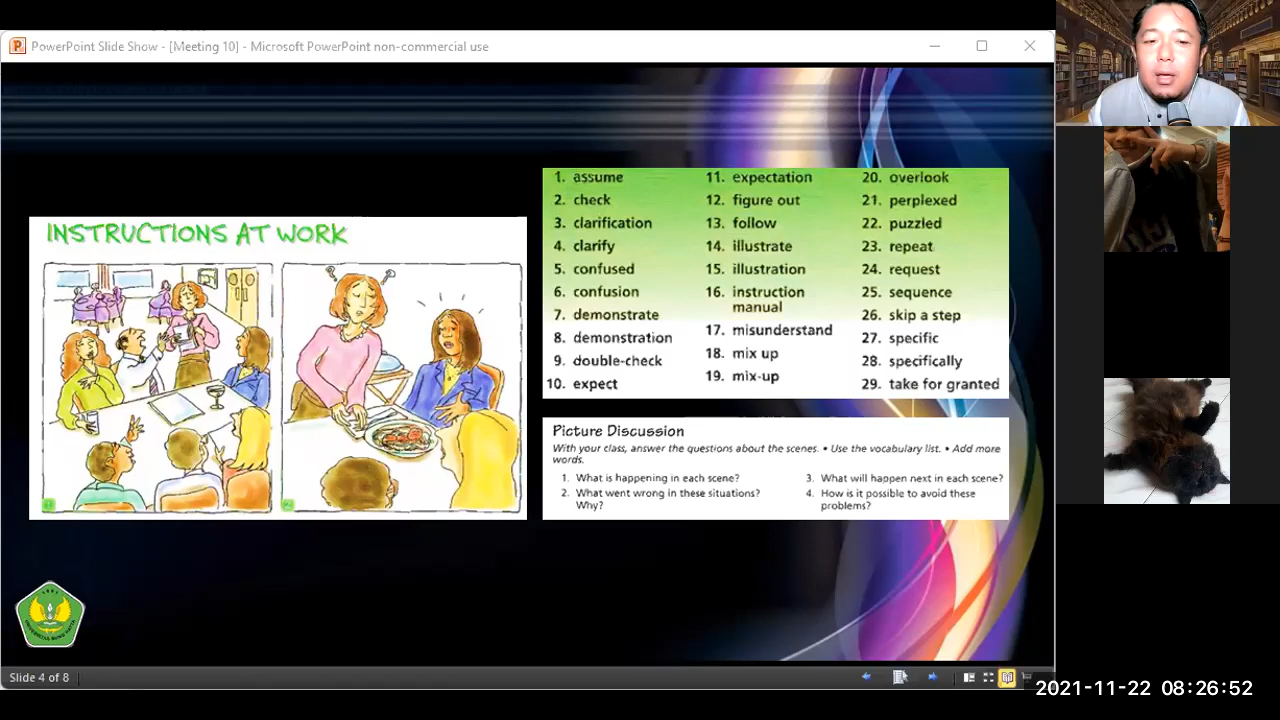 PowerPoint Slide Show - [Meeting 10] - Microsoft PowerPoint non-commercial use
INSTRUCTIONS AT WORK
1. assume
2. check
3. clarification
4. clarify
5. confused
6. confusion
7. demonstrate
8. demonstration
9. double-check
10. expect
11. expectation
12. figure out
13. follow
14. illustrate
15. illustration
16. instruction
manual
17. misunderstand
18. mix up
19. mix-up
20. overlook
21. perplexed
22. puzzled
23. repeat
24. request
25. sequence
26. skip a step
27. specific
28. specifically
29. take for granted
Picture Discussion
With your class, answer the questions about the scenes. • Use the vocabulary list. • Add more
words.
1. What is happening in each scene?
2. What went wrong in these situations?
Why?
3. What will happen next in each scene?
4. How is it possible to avoid these
problems?
Slide 4 of 8
2021-11-22 08:26:52